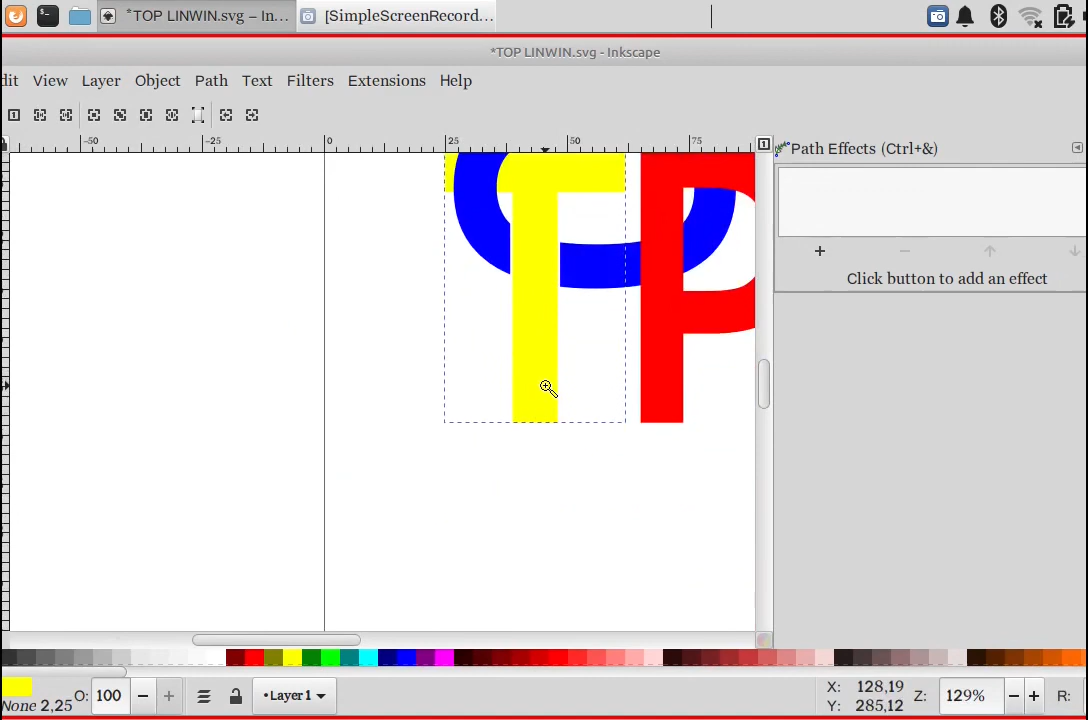 *TOP LINWIN.svg – In... [SimpleScreenRecord...
*TOP LINWIN.svg - Inkscape
dit View Layer Object Path Text Filters Extensions Help
-50 -25 0 25 50 75
Path Effects (Ctrl+&)
T P
Click button to add an effect
O: 100 •Layer 1 X: 128,19 Z: 129% R:
None 2,25 Y: 285,12